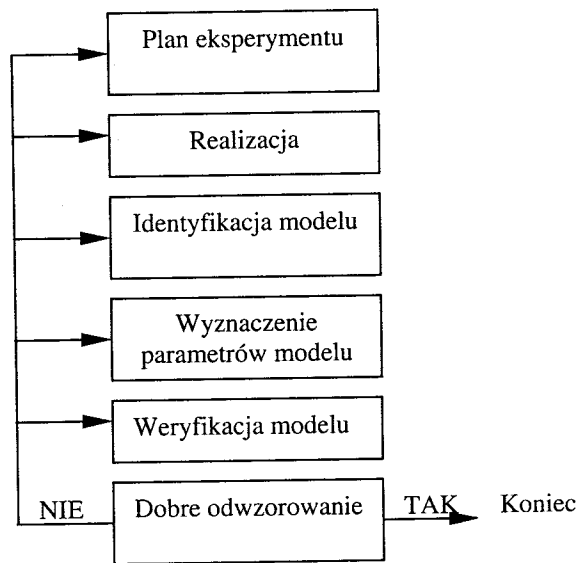 Plan eksperymentu
Realizacja
Identyfikacja modelu
Wyznaczenie
parametrów modelu
Weryfikacja modelu
NIE
Dobre odwzorowanie
TAK
Koniec